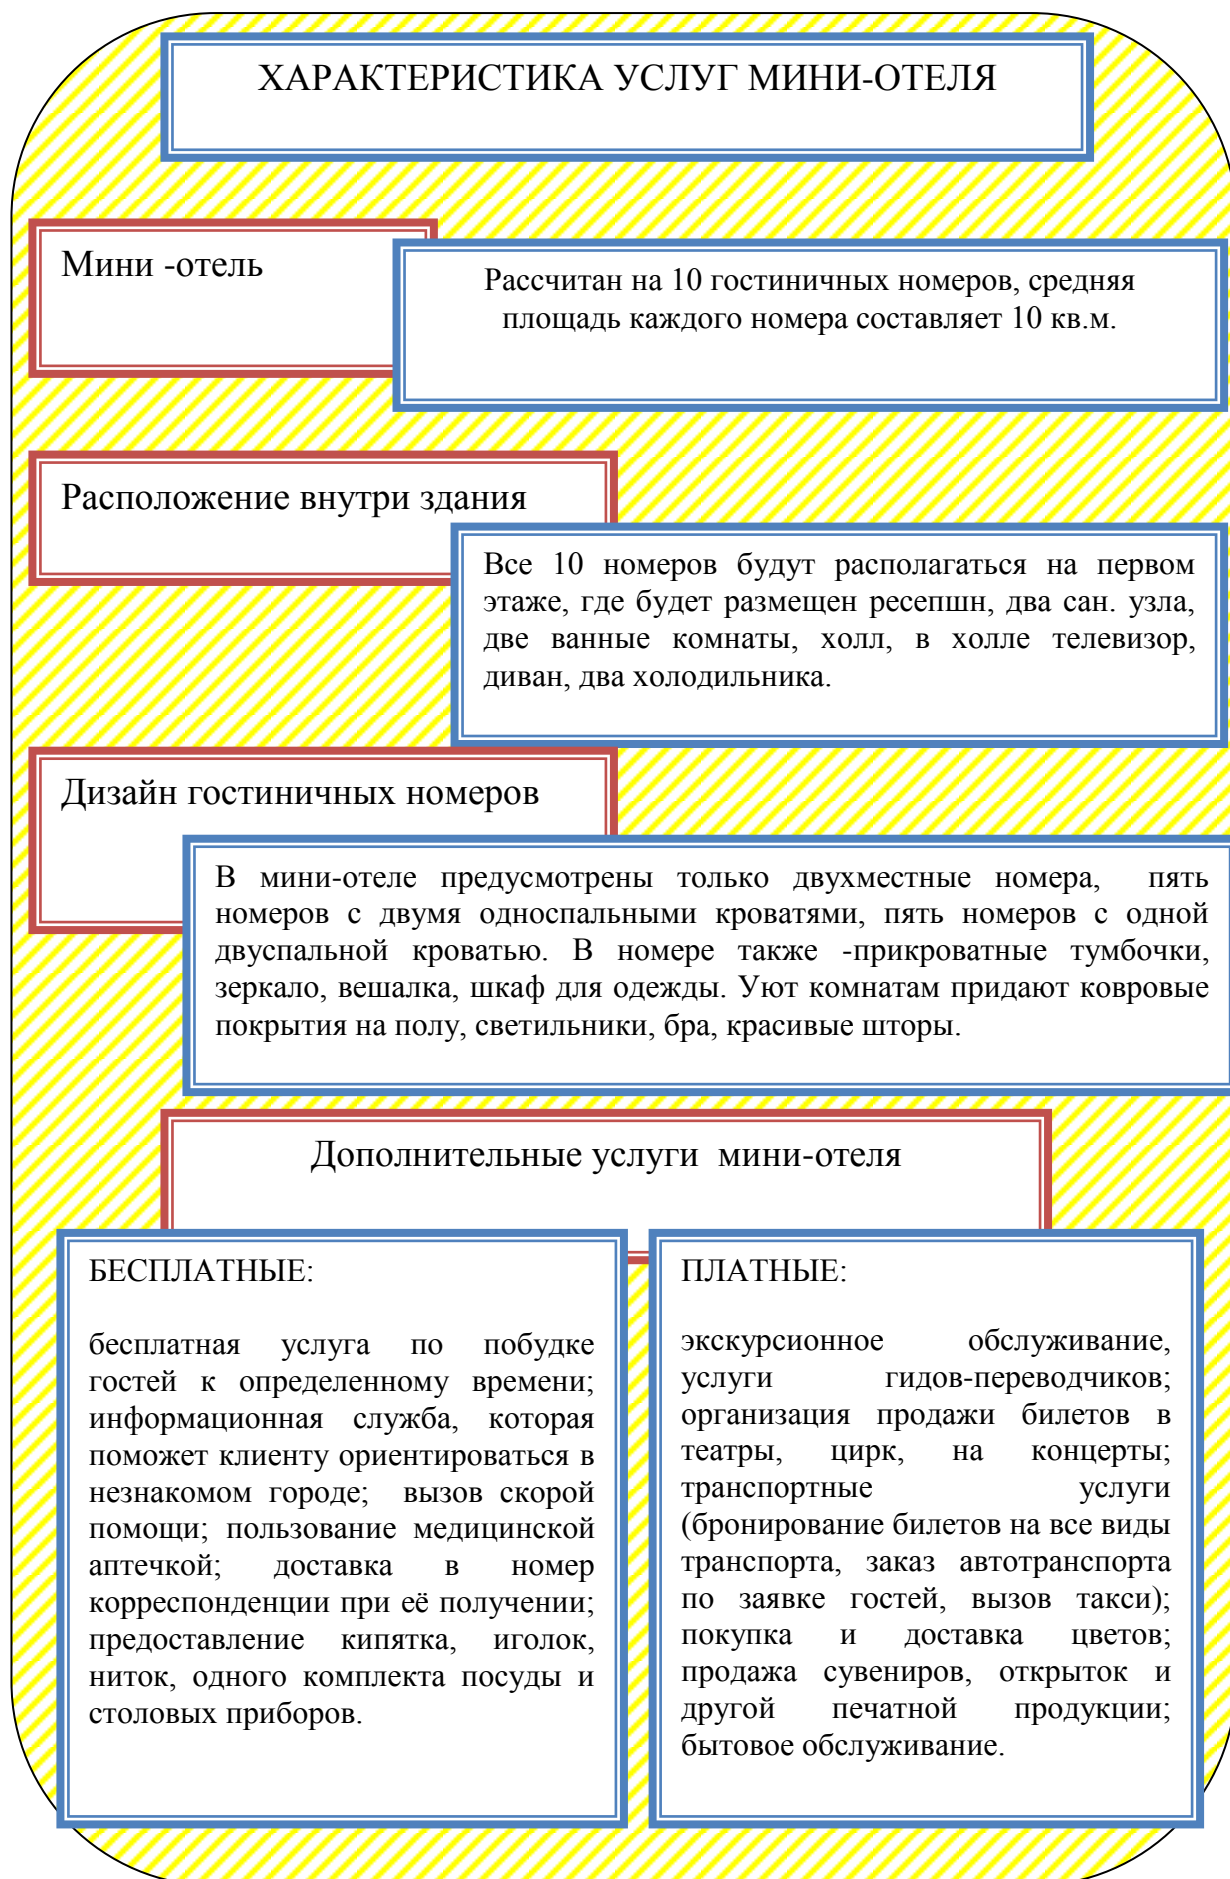 ХАРАКТЕРИСТИКА УСЛУГ МИНИ-ОТЕЛЯ
Мини -отель
Рассчитан на 10 гостиничных номеров, средняя
площадь каждого номера составляет 10 кв.м.
Расположение внутри здания
Все 10 номеров будут располагаться на первом
этаже, где будет размещен ресепшн, два сан. узла,
две ванные комнаты, холл, в холле телевизор,
диван, два холодильника.
Дизайн гостиничных номеров
В мини-отеле предусмотрены только двухместные номера, пять
номеров с двумя односпальными кроватями, пять номеров с одной
двуспальной кроватью. В номере также -прикроватные тумбочки,
зеркало, вешалка, шкаф для одежды. Уют комнатам придают ковровые
покрытия на полу, светильники, бра, красивые шторы.
Дополнительные услуги мини-отеля
БЕСПЛАТНЫЕ:
бесплатная услуга по побудке
гостей к определенному времени;
информационная служба, которая
поможет клиенту ориентироваться в
незнакомом городе; вызов скорой
помощи; пользование медицинской
аптечкой; доставка в номер
корреспонденции при её получении;
предоставление кипятка, иголок,
ниток, одного комплекта посуды и
столовых приборов.
ПЛАТНЫЕ:
экскурсионное обслуживание,
услуги гидов-переводчиков;
организация продажи билетов в
театры, цирк, на концерты;
транспортные услуги
(бронирование билетов на все виды
транспорта, заказ автотранспорта
по заявке гостей, вызов такси);
покупка и доставка цветов;
продажа сувениров, открыток и
другой печатной продукции;
бытовое обслуживание.